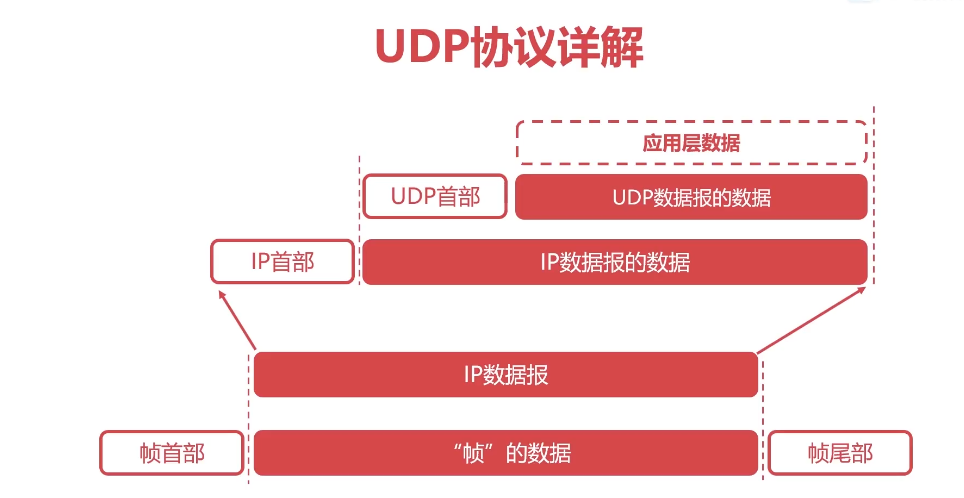 UDP协议详解
应用层数据
UDP首部 UDP数据报的数据
IP首部 IP数据报的数据
IP数据报
帧首部 “帧”的数据 帧尾部